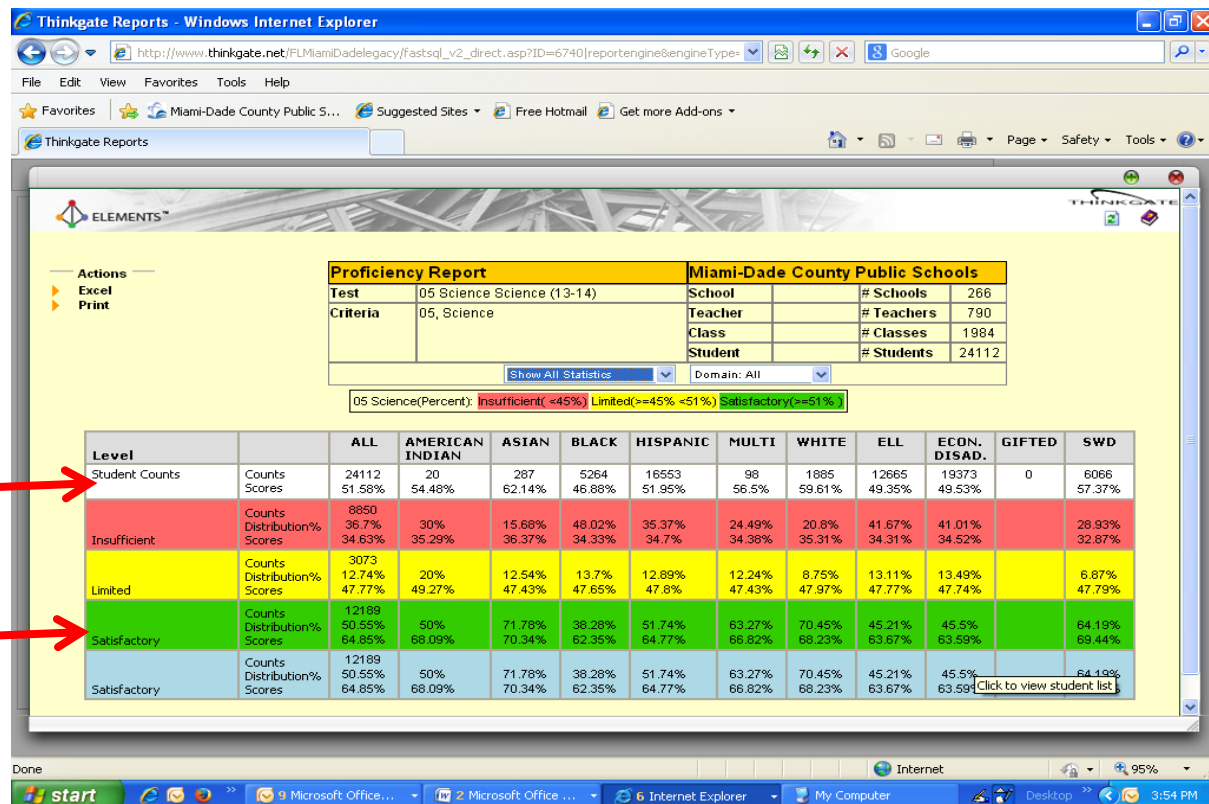 Thinkgate Reports - Windows Internet Explorer
http://www.thinkgate.net/FLMiamiDadelegacy/fastsql_v2_direct.asp?ID=6740|reportengine&engineType=
Google
File Edit View Favorites Tools Help
Favorites Miami-Dade County Public S... Suggested Sites Free Hotmail Get more Add-ons
Thinkgate Reports Page Safety Tools
ELEMENTS™ THINKGATE
Actions
Excel
Print
Proficiency Report Miami-Dade County Public Schools
Test 05 Science Science (13-14) School # Schools 266
Criteria 05, Science Teacher # Teachers 790
Class # Classes 1984
Student # Students 24112
Show All Statistics Domain: All
05 Science(Percent): Insufficient( <45%) Limited(>=45% <51%) Satisfactory(>=51% )
Level ALL AMERICAN INDIAN ASIAN BLACK HISPANIC MULTI WHITE ELL ECON. DISAD. GIFTED SWD
Student Counts Counts 24112 20 287 5264 16553 98 1885 12665 19373 0 6066
Scores 51.58% 54.48% 62.14% 46.88% 51.95% 56.5% 59.61% 49.35% 49.53% 57.37%
Counts 8850
Distribution% 36.7% 30% 15.68% 48.02% 35.37% 24.49% 20.8% 41.67% 41.01% 28.93%
Insufficient Scores 34.63% 35.29% 36.37% 34.33% 34.7% 34.38% 35.31% 34.31% 34.52% 32.87%
Counts 3073
Distribution% 12.74% 20% 12.54% 13.7% 12.89% 12.24% 8.75% 13.11% 13.49% 6.87%
Limited Scores 47.77% 49.27% 47.43% 47.65% 47.8% 47.43% 47.97% 47.77% 47.74% 47.79%
Counts 12189
Distribution% 50.55% 50% 71.78% 38.28% 51.74% 63.27% 70.45% 45.21% 45.5% 64.19%
Satisfactory Scores 64.85% 68.09% 70.34% 62.35% 64.77% 66.82% 68.23% 63.67% 63.59% 69.44%
Counts 12189
Distribution% 50.55% 50% 71.78% 38.28% 51.74% 63.27% 70.45% 45.21% 45.5% 64.19%
Satisfactory Scores 64.85% 68.09% 70.34% 62.35% 64.77% 66.82% 68.23% 63.67% 63.59%
Click to view student list
Done Internet 95%
start 9 Microsoft Office... 2 Microsoft Office ... 6 Internet Explorer My Computer Desktop 3:54 PM